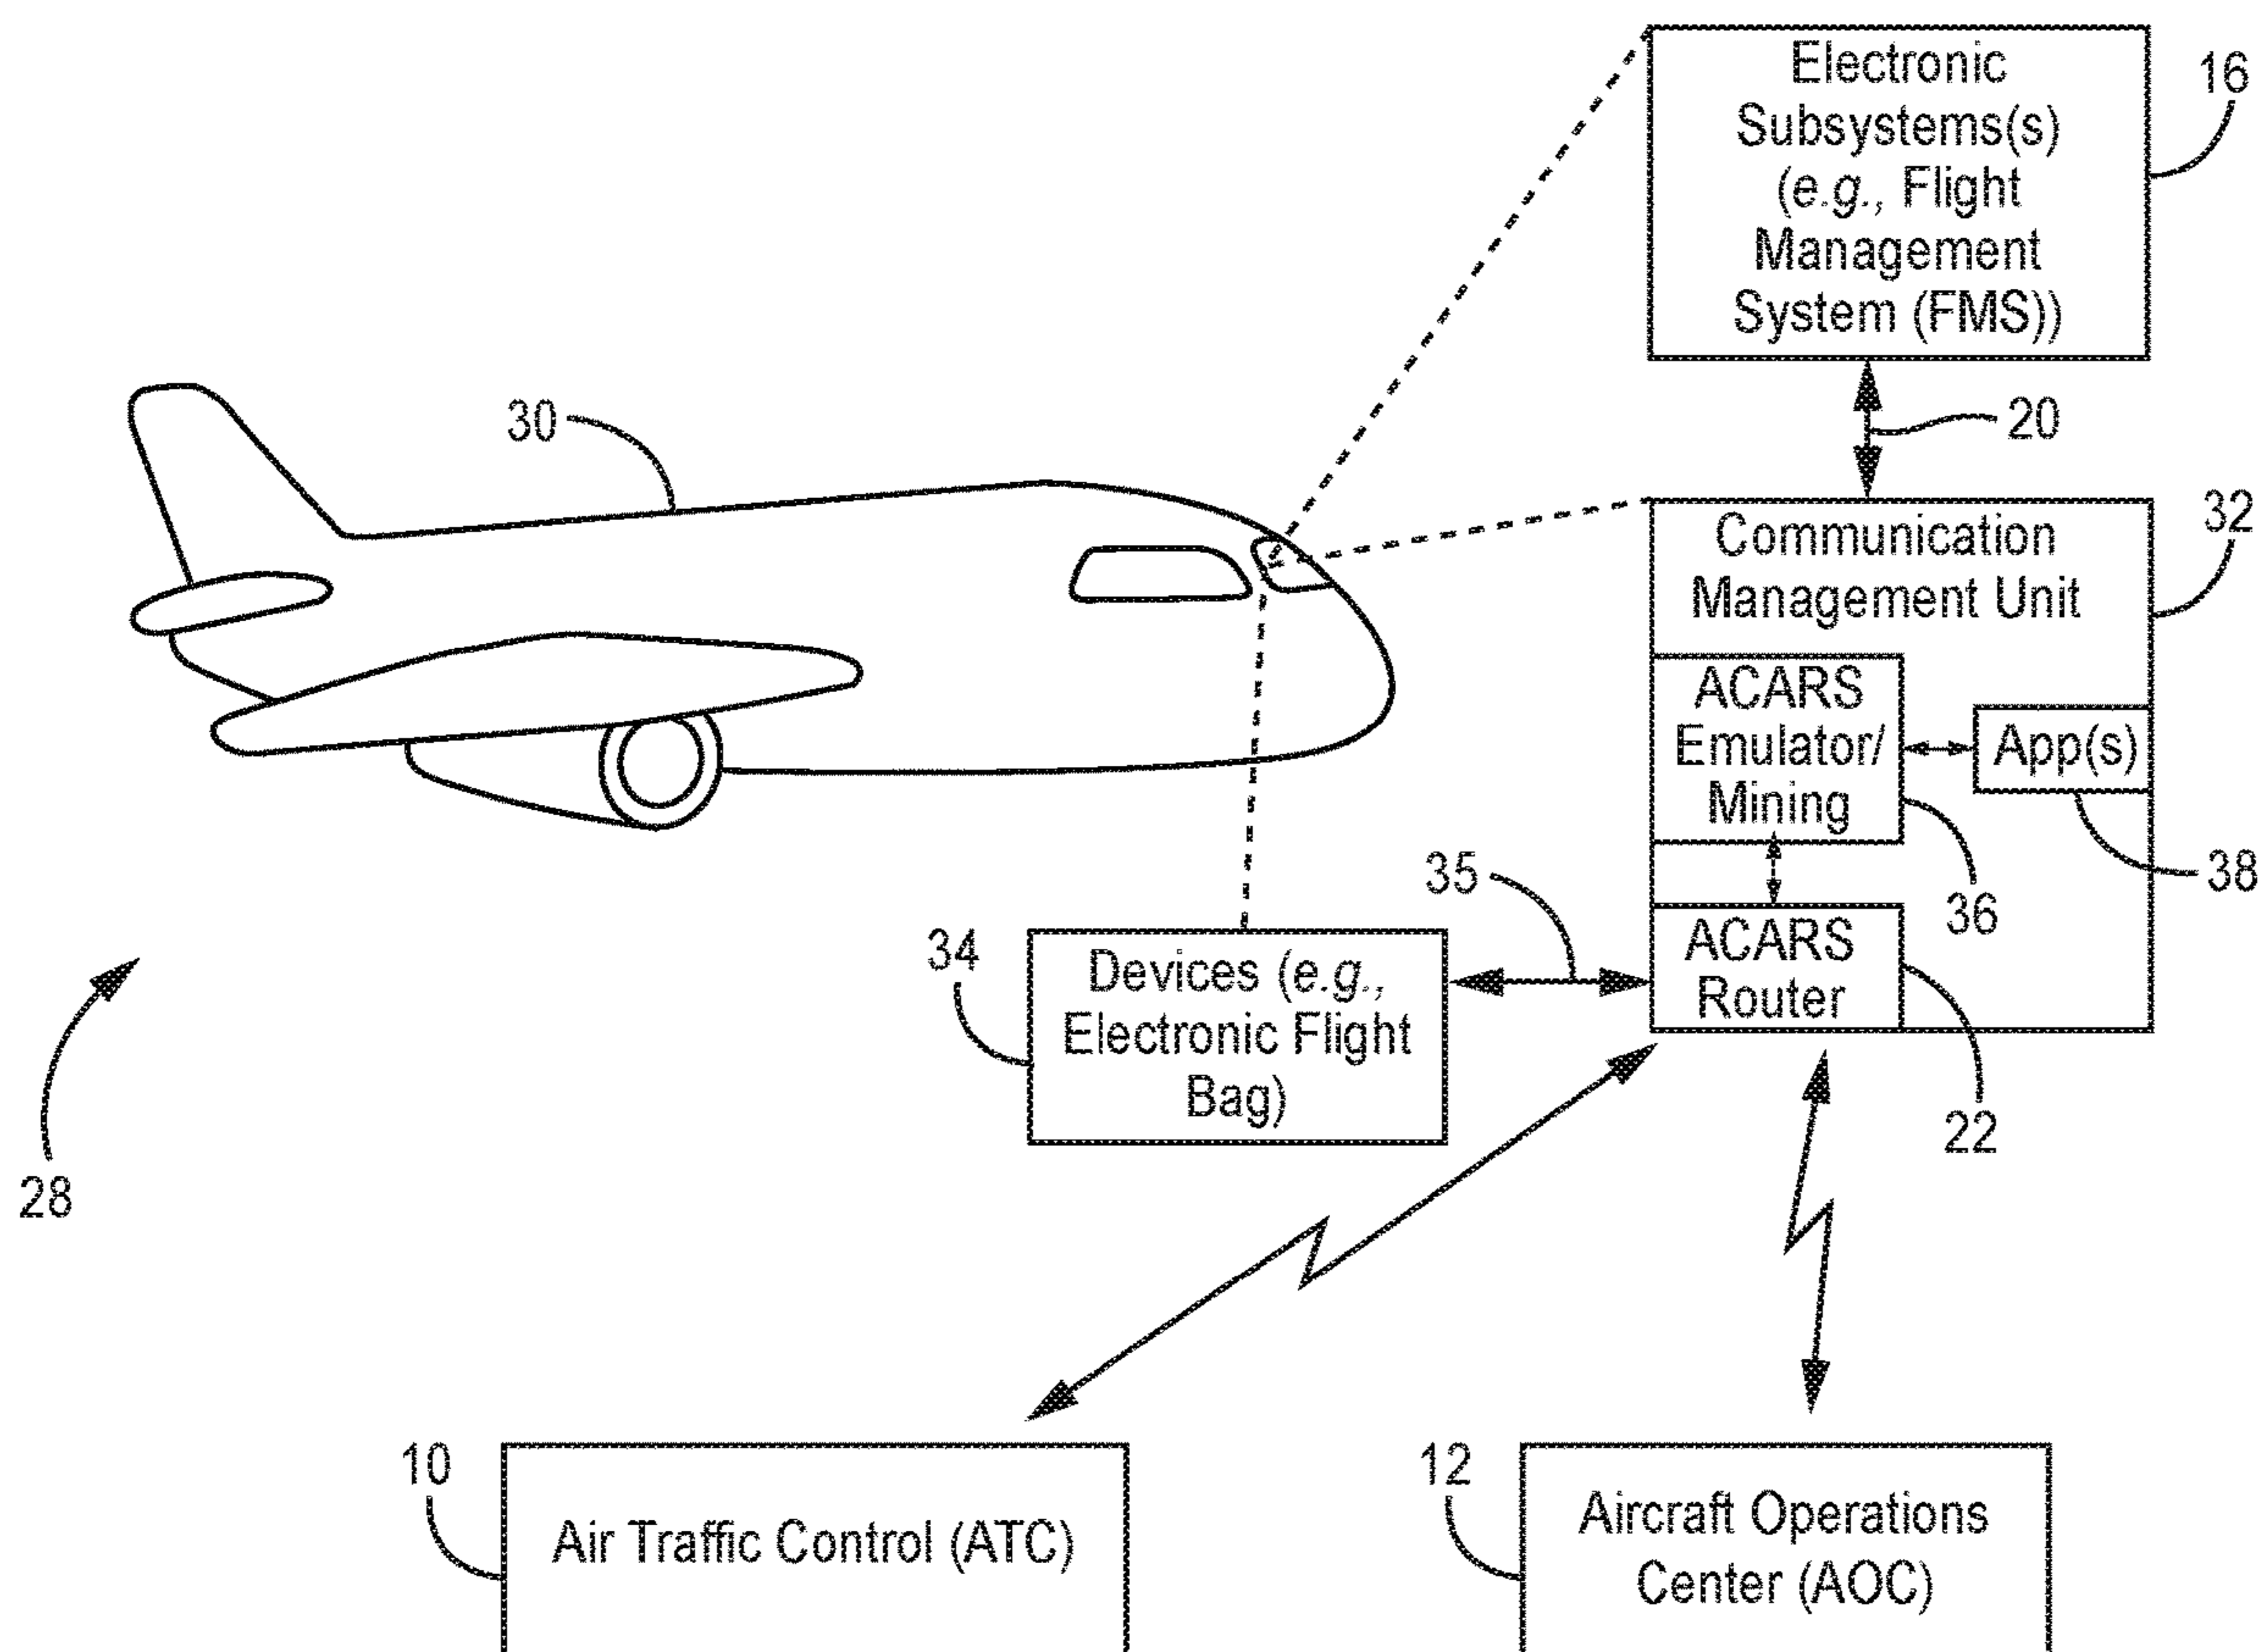 Electronic
Subsystems(s)
(e.g., Flight
Management
System (FMS))
16
20
30
Communication
Management Unit
32
ACARS
Emulator/
Mining
App(s)
38
36
35
ACARS
Router
22
34
Devices (e.g.,
Electronic Flight
Bag)
28
10
Air Traffic Control (ATC)
12
Aircraft Operations
Center (AOC)